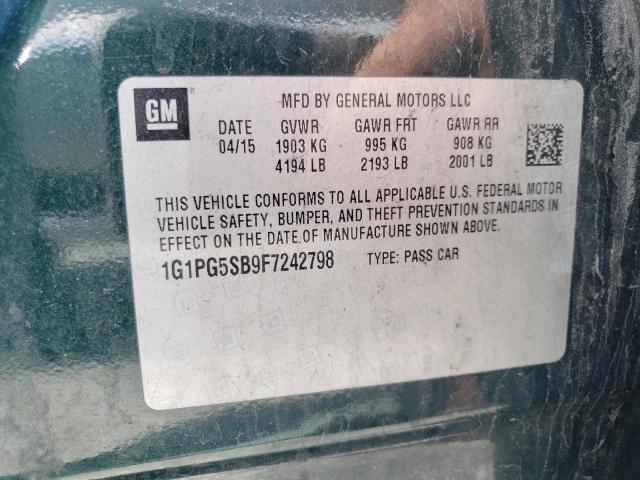 GM
®
MFD BY GENERAL MOTORS LLC
DATE GVWR GAWR FRT GAWR RR
04/15 1903 KG 995 KG 908 KG
4194 LB 2193 LB 2001 LB
THIS VEHICLE CONFORMS TO ALL APPLICABLE U.S. FEDERAL MOTOR
VEHICLE SAFETY, BUMPER, AND THEFT PREVENTION STANDARDS IN
EFFECT ON THE DATE OF MANUFACTURE SHOWN ABOVE.
1G1PG5SB9F7242798 TYPE: PASS CAR